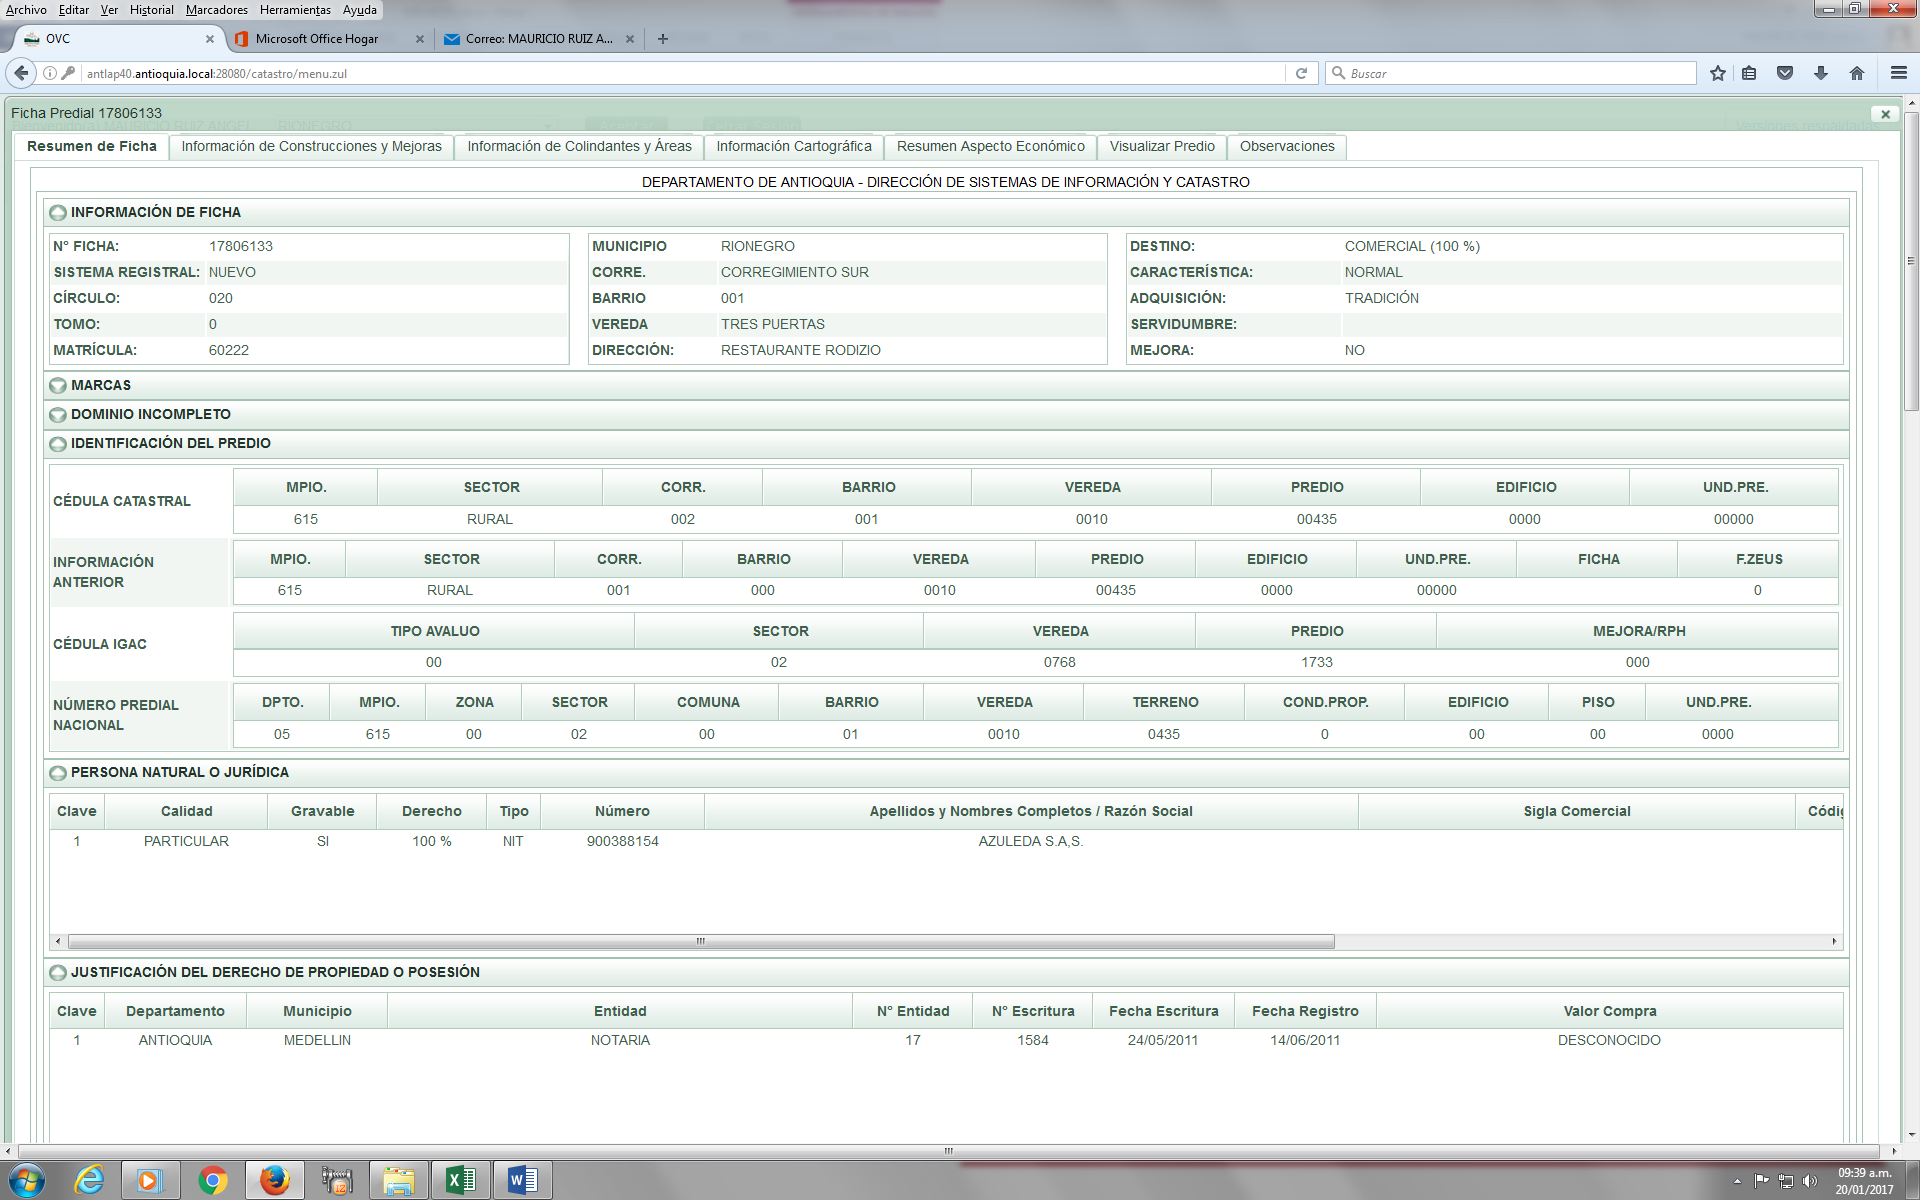 Archivo Editar Ver Historial Marcadores Herramientas Ayuda
OVC Microsoft Office Hogar Correo: MAURICIO RUIZ A...
antlap40.antioquia.local:28080/catastro/menu.zul Buscar
Ficha Predial 17806133
Resumen de Ficha Información de Construcciones y Mejoras Información de Colindantes y Áreas Información Cartográfica Resumen Aspecto Económico Visualizar Predio Observaciones
DEPARTAMENTO DE ANTIOQUIA - DIRECCIÓN DE SISTEMAS DE INFORMACIÓN Y CATASTRO
INFORMACIÓN DE FICHA
N° FICHA: 17806133 MUNICIPIO RIONEGRO DESTINO: COMERCIAL (100 %)
SISTEMA REGISTRAL: NUEVO CORRE. CORREGIMIENTO SUR CARACTERÍSTICA: NORMAL
CÍRCULO: 020 BARRIO 001 ADQUISICIÓN: TRADICIÓN
TOMO: 0 VEREDA TRES PUERTAS SERVIDUMBRE:
MATRÍCULA: 60222 DIRECCIÓN: RESTAURANTE RODIZIO MEJORA: NO
MARCAS
DOMINIO INCOMPLETO
IDENTIFICACIÓN DEL PREDIO
CÉDULA CATASTRAL
MPIO. SECTOR CORR. BARRIO VEREDA PREDIO EDIFICIO UND.PRE.
615 RURAL 002 001 0010 00435 0000 00000
INFORMACIÓN
ANTERIOR
MPIO. SECTOR CORR. BARRIO VEREDA PREDIO EDIFICIO UND.PRE. FICHA F.ZEUS
615 RURAL 001 000 0010 00435 0000 00000 0
CÉDULA IGAC
TIPO AVALUO SECTOR VEREDA PREDIO MEJORA/RPH
00 02 0768 1733 000
NÚMERO PREDIAL
NACIONAL
DPTO. MPIO. ZONA SECTOR COMUNA BARRIO VEREDA TERRENO COND.PROP. EDIFICIO PISO UND.PRE.
05 615 00 02 00 01 0010 0435 0 00 00 0000
PERSONA NATURAL O JURÍDICA
Clave Calidad Gravable Derecho Tipo Número Apellidos y Nombres Completos / Razón Social Sigla Comercial Códig
1 PARTICULAR SI 100 % NIT 900388154 AZULEDA S.A,S.
JUSTIFICACIÓN DEL DERECHO DE PROPIEDAD O POSESIÓN
Clave Departamento Municipio Entidad N° Entidad N° Escritura Fecha Escritura Fecha Registro Valor Compra
1 ANTIOQUIA MEDELLIN NOTARIA 17 1584 24/05/2011 14/06/2011 DESCONOCIDO
09:39 a.m.
20/01/2017